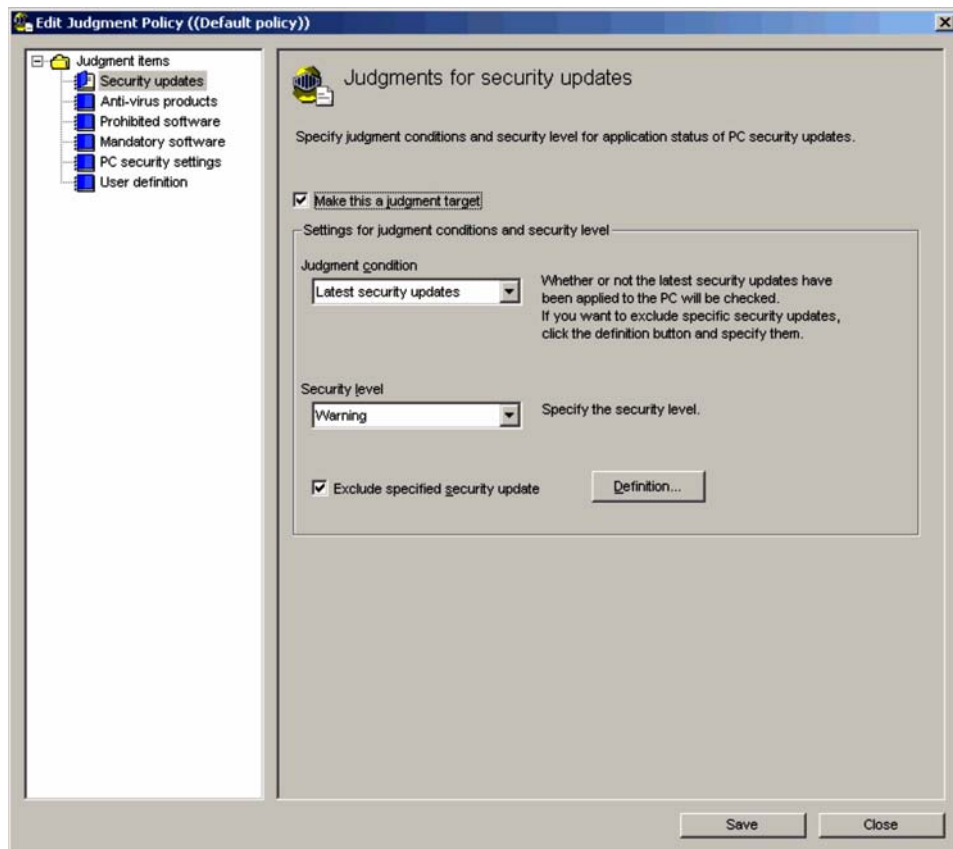 Edit Judgment Policy ((Default policy))
Judgment items
Security updates
Anti-virus products
Prohibited software
Mandatory software
PC security settings
User definition
Judgments for security updates
Specify judgment conditions and security level for application status of PC security updates.
Make this a judgment target
Settings for judgment conditions and security level
Judgment condition
Latest security updates
Whether or not the latest security updates have
been applied to the PC will be checked.
If you want to exclude specific security updates,
click the definition button and specify them.
Security level
Warning
Specify the security level.
Exclude specified security update
Definition...
Save
Close